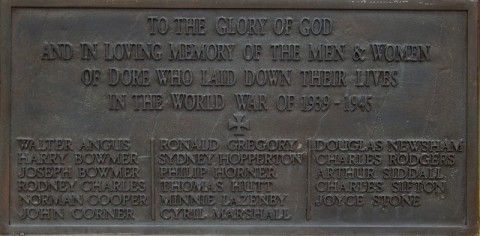 TO THE GLORY OF GOD
AND IN LOVING MEMORY OF THE MEN & WOMEN
OF DORE WHO LAID DOWN THEIR LIVES
IN THE WORLD WAR OF 1939-1945
WALTER ANGUS
HARRY BOWMER
JOSEPH BOWMER
RODNEY CHARLES
NORMAN COOPER
JOHN CORNER
RONALD GREGORY
SYDNEY HOPPERTON
PHILIP HORNER
THOMAS HUTT
MINNIE LAZENBY
CYRIL MARSHALL
DOUGLAS NEWSHAM
CHARLES RODGERS
ARTHUR SIDDALL
CHARLES SIFTON
JOYCE STONE